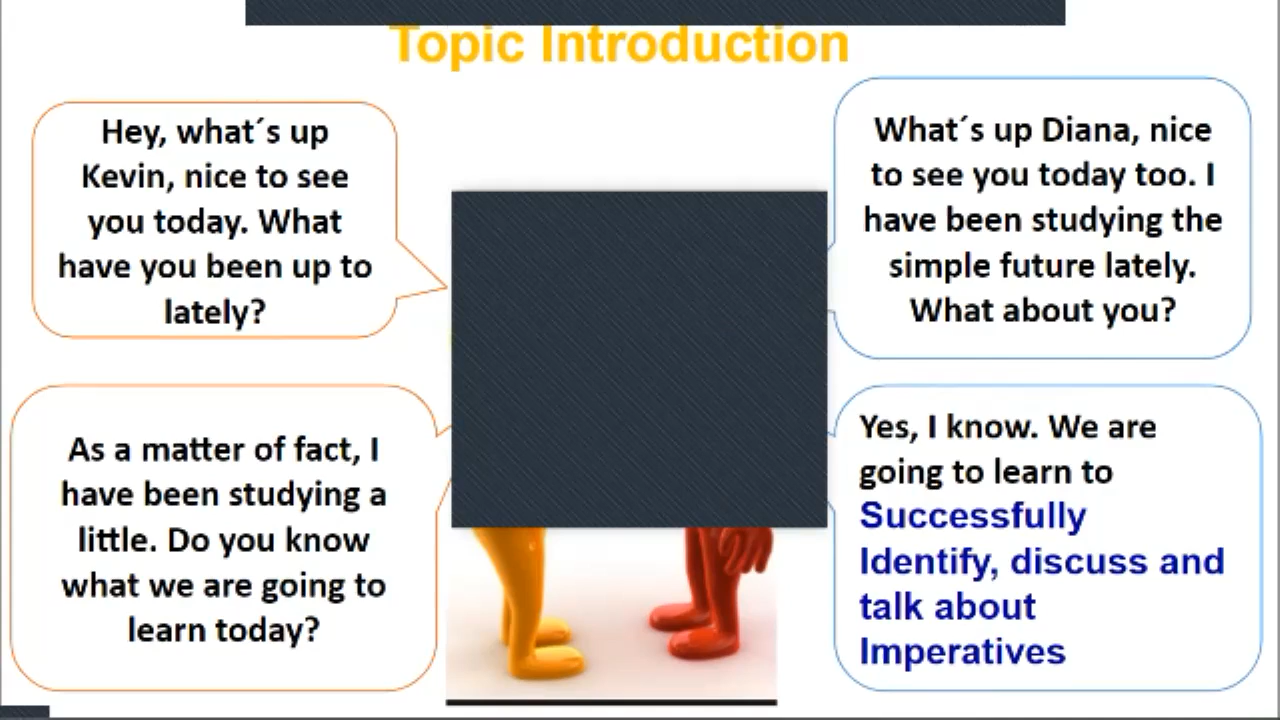 Topic Introduction
Hey, what´s up
Kevin, nice to see
you today. What
have you been up to
lately?
What´s up Diana, nice
to see you today too. I
have been studying the
simple future lately.
What about you?
As a matter of fact, I
have been studying a
little. Do you know
what we are going to
learn today?
Yes, I know. We are
going to learn to
Successfully
Identify, discuss and
talk about
Imperatives